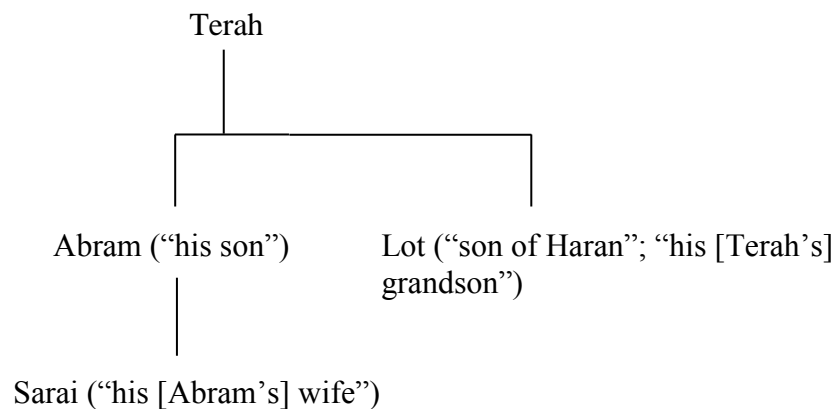 Terah
Abram (“his son”)
Lot (“son of Haran”; “his [Terah’s]
grandson”)
Sarai (“his [Abram’s] wife”)